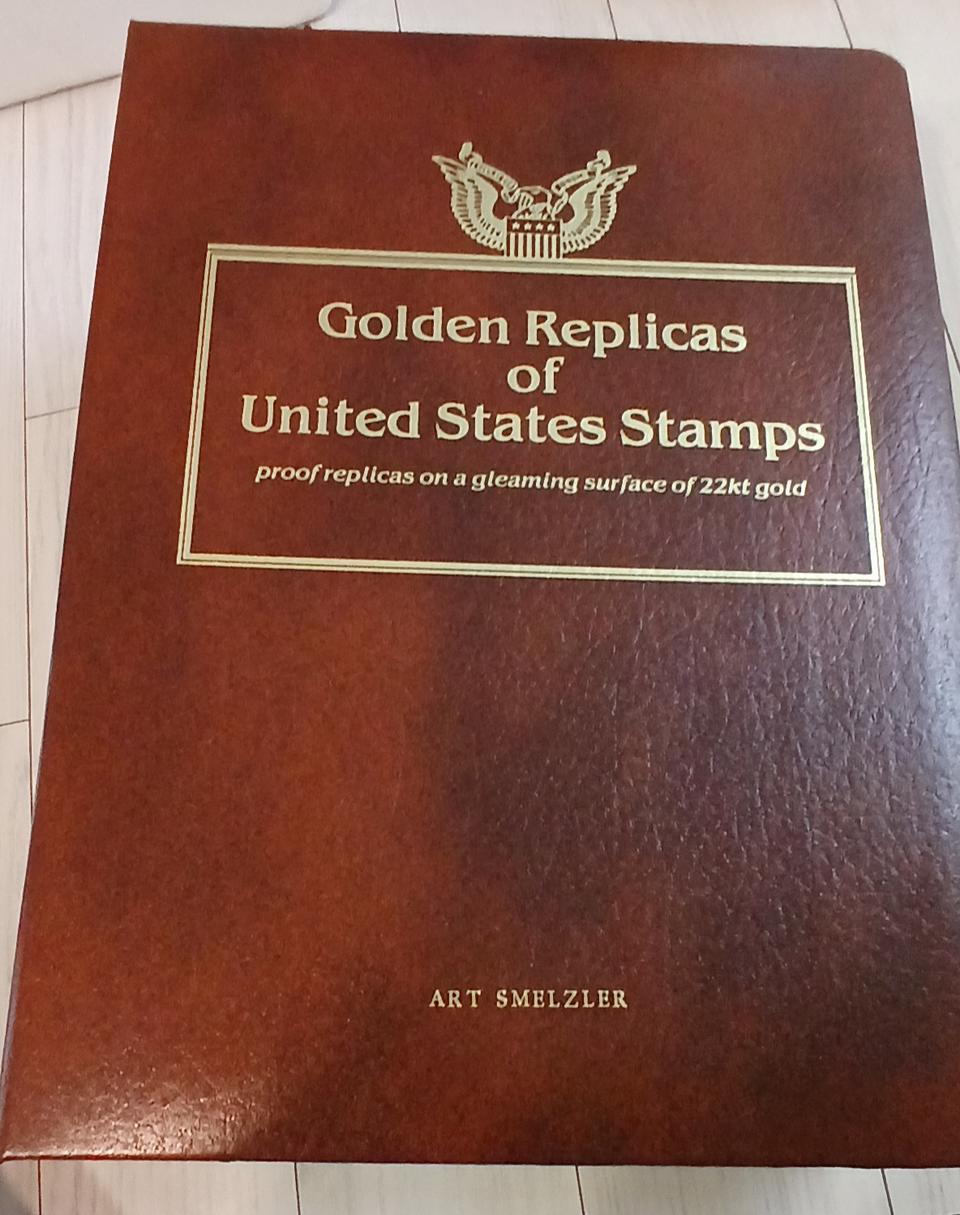 Golden Replicas
of
United States Stamps
proof replicas on a gleaming surface of 22kt gold
ART SMELZLER